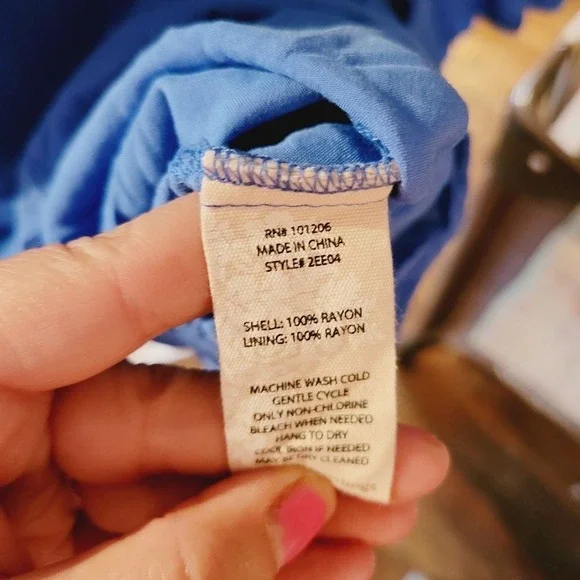 RN# 101206
MADE IN CHINA
STYLE# 2EE04
SHELL: 100% RAYON
LINING: 100% RAYON
MACHINE WASH COLD
GENTLE CYCLE
ONLY NON-CHLORINE
BLEACH WHEN NEEDED
HANG TO DRY
COOL IRON IF NEEDED
MAY BE DRY CLEANED